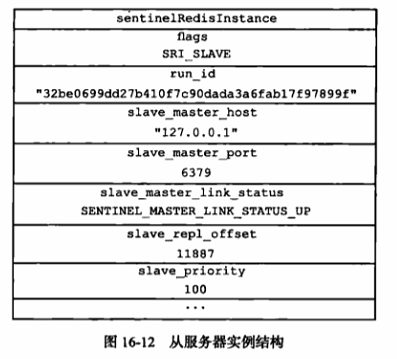 sentinelRedisInstance
flags
SRI_SLAVE
run_id
"32be0699dd27b410f7c90dada3a6fab17f97899f"
slave_master_host
"127.0.0.1"
slave_master_port
6379
slave_master_link_status
SENTINEL_MASTER_LINK_STATUS_UP
slave_repl_offset
11887
slave_priority
100
...
图 16-12 从服务器实例结构